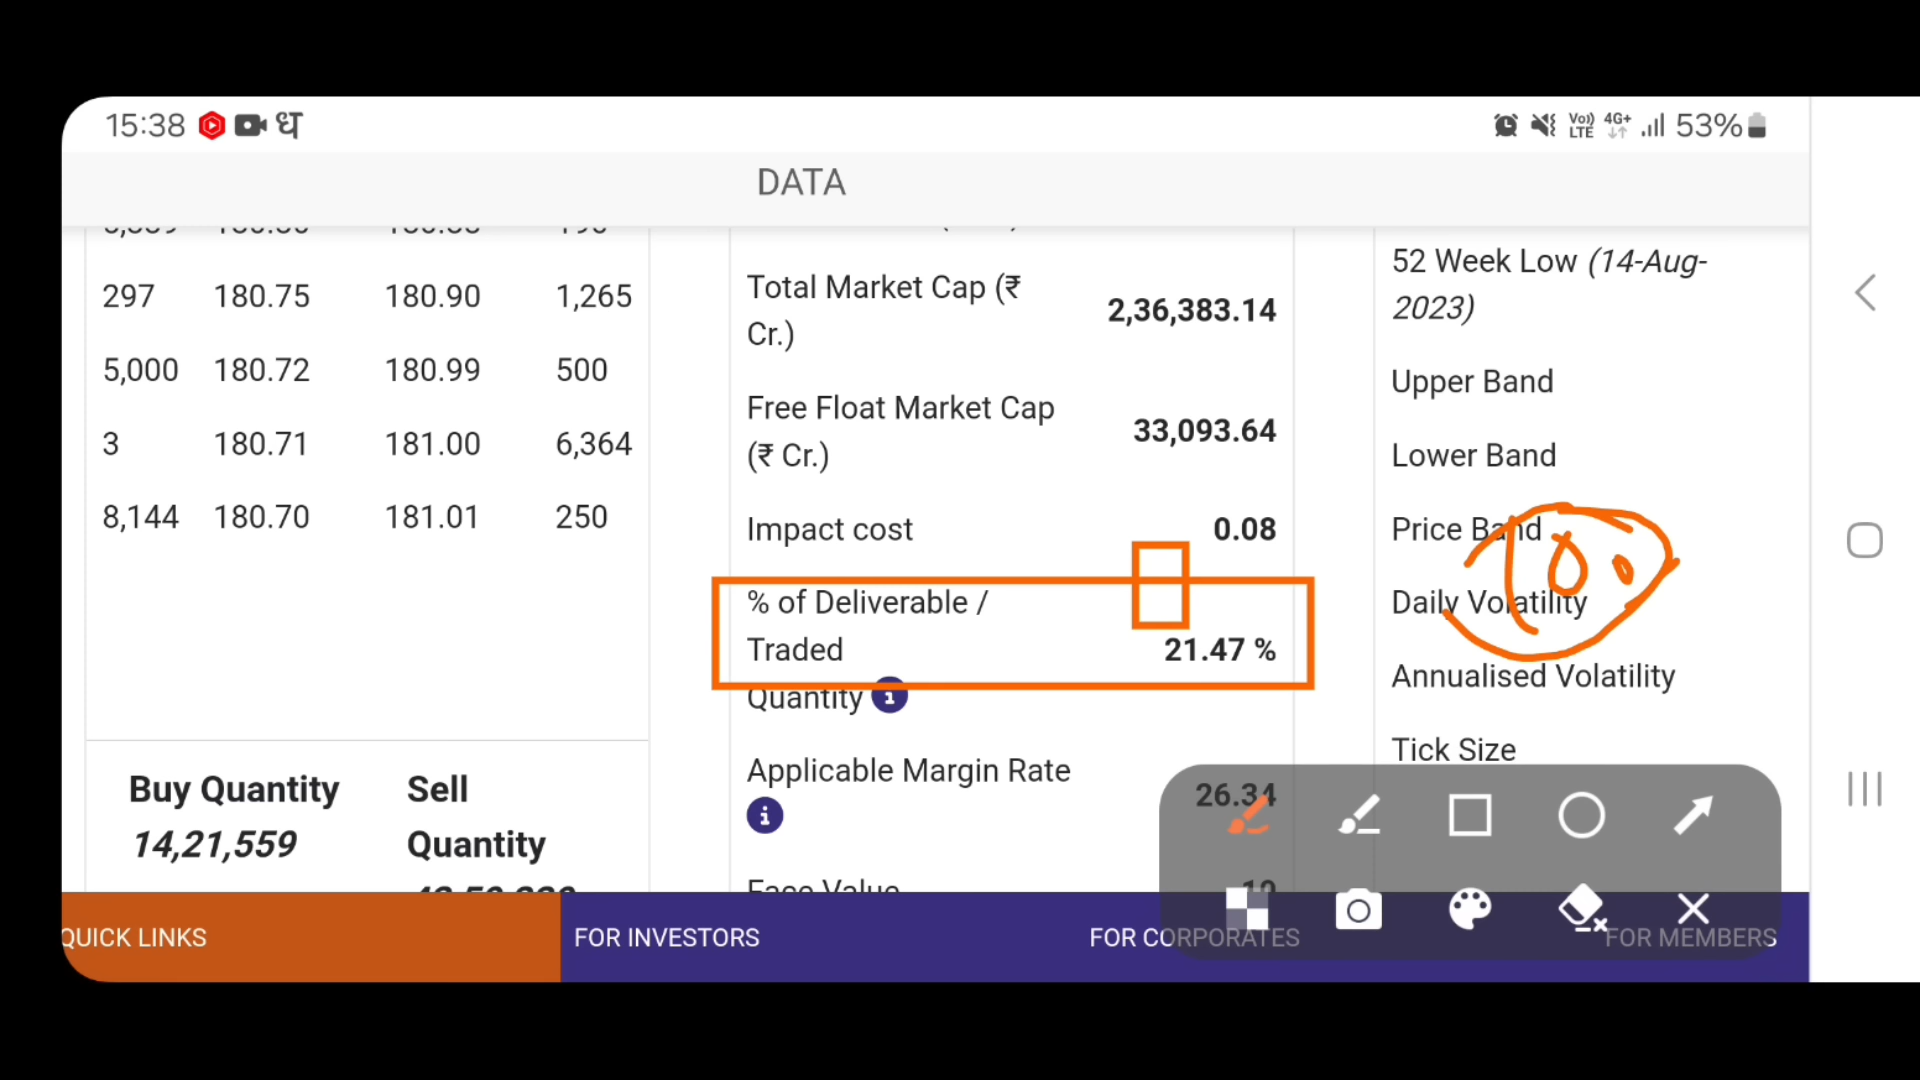 15:38 ध 4G+ Vo)) LTE 53%
DATA
297 180.75 180.90 1,265
5,000 180.72 180.99 500
3 180.71 181.00 6,364
8,144 180.70 181.01 250
Buy Quantity
14,21,559
Sell
Quantity
Total Market Cap (₹
Cr.)
2,36,383.14
Free Float Market Cap
(₹ Cr.)
33,093.64
Impact cost 0.08
% of Deliverable /
Traded 21.47 %
Quantity
Applicable Margin Rate
26.34
Face Value 10
52 Week Low (14-Aug-
2023)
Upper Band
Lower Band
Price Band
Daily Volatility
Annualised Volatility
Tick Size
QUICK LINKS FOR INVESTORS FOR CORPORATES FOR MEMBERS